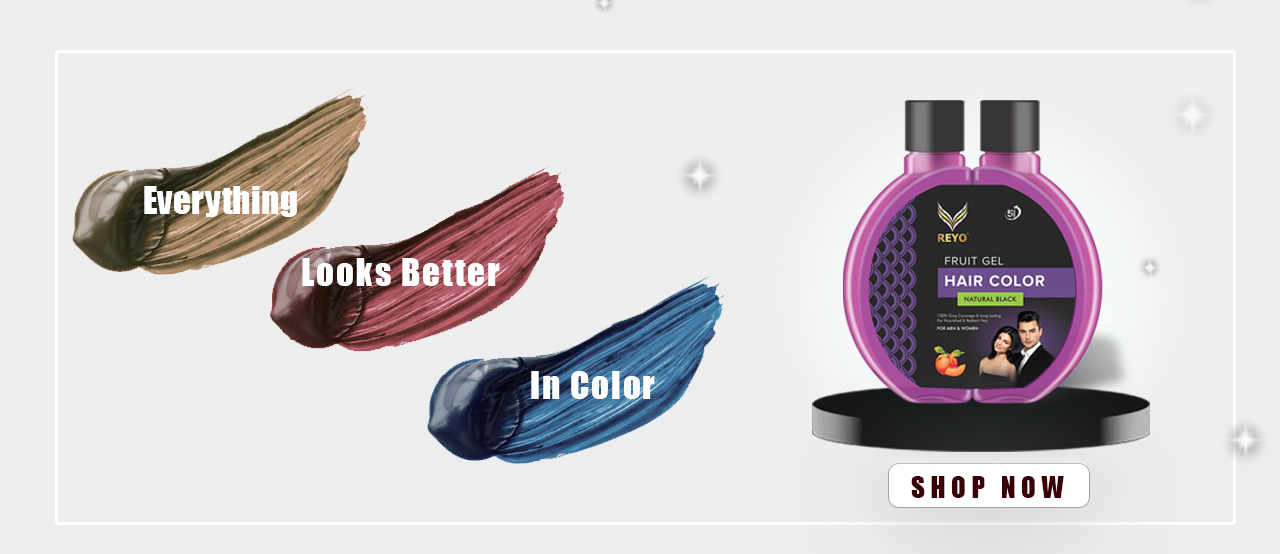 Everything
Looks Better
In Color
REYO
FRUIT GEL
HAIR COLOR
NATURAL BLACK
100% Grey Coverage & Long Lasting
For Nourished & Radiant Hair
FOR MEN & WOMEN
SHOP NOW